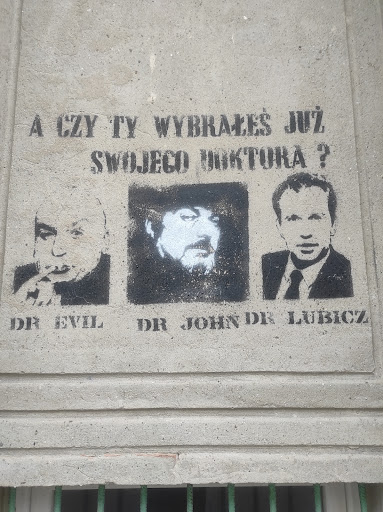 A CZY TY WYBRAŁEŚ JUŻ
SWOJEGO DOKTORA ?
DR EVIL
DR JOHN
DR LUBICZ